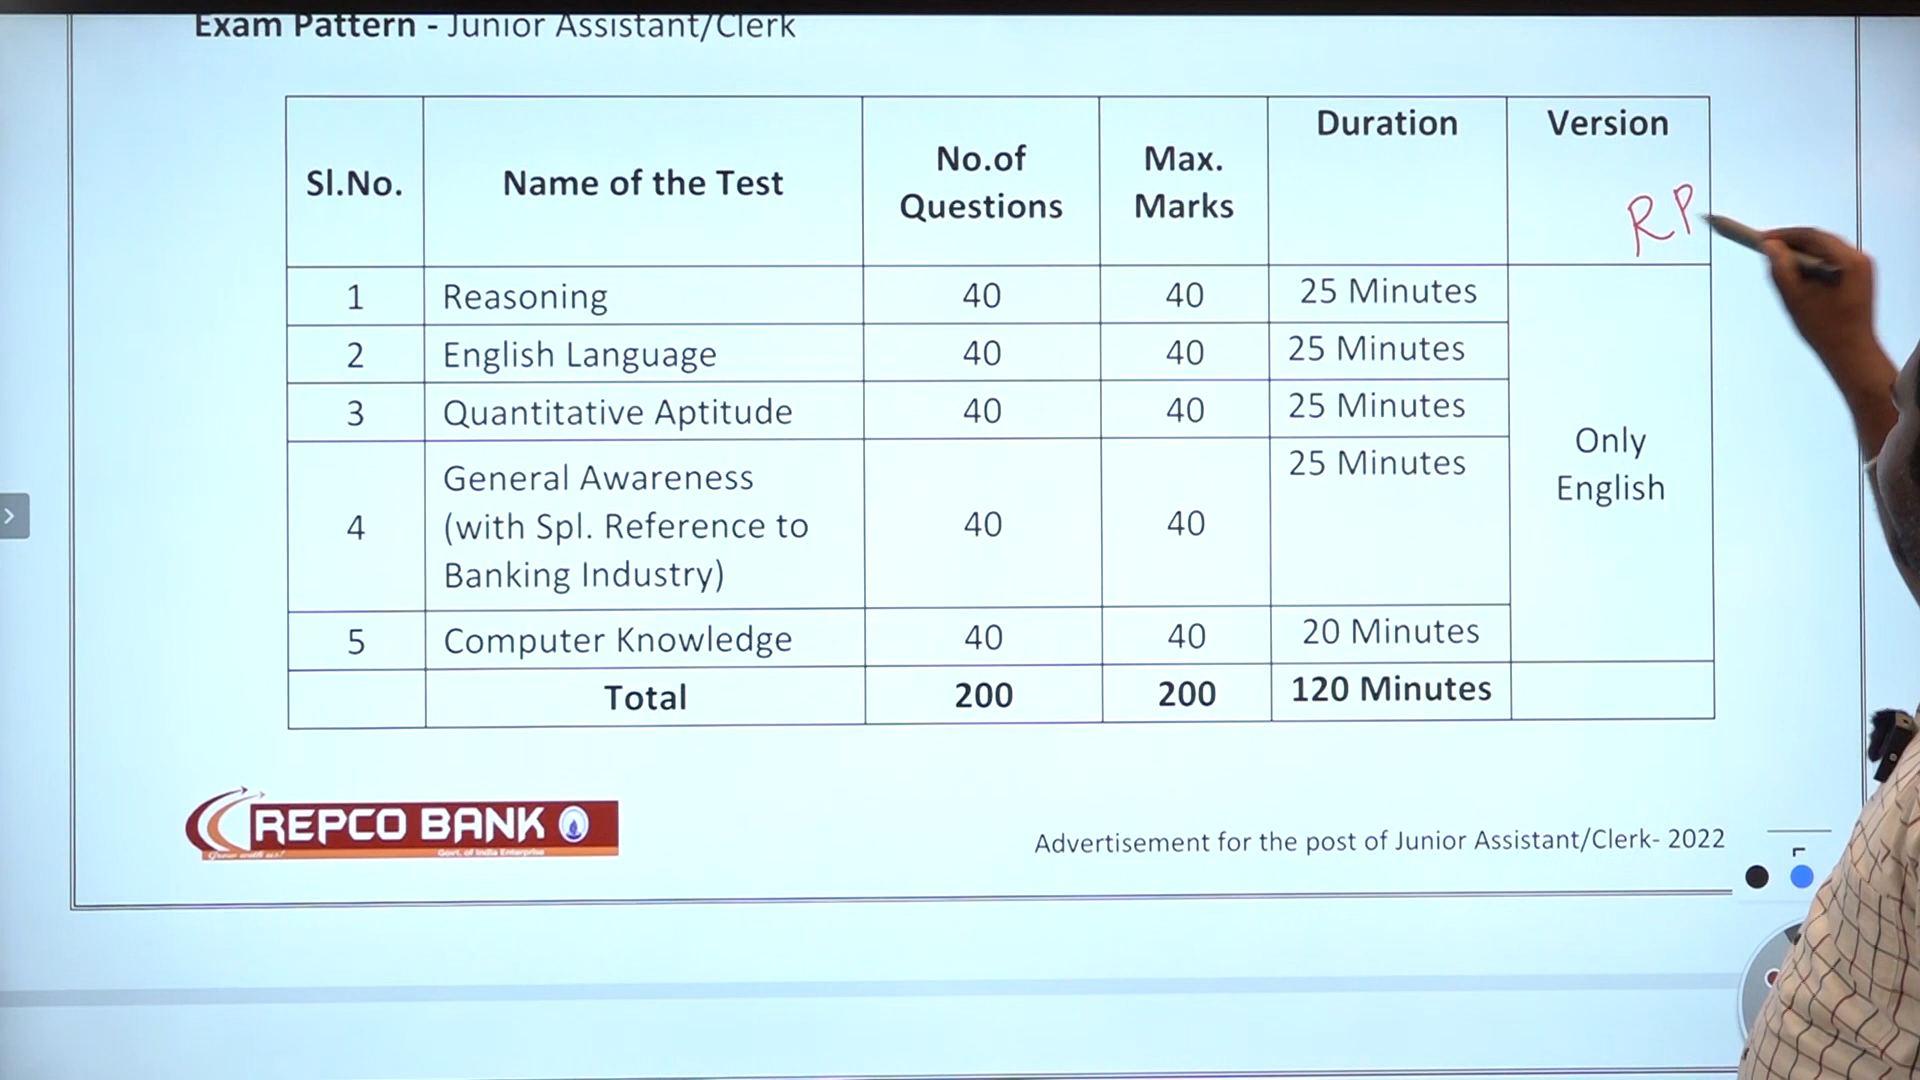 Exam Pattern - Junior Assistant/Clerk
Sl.No. Name of the Test No.of Questions Max. Marks Duration Version
RP
1 Reasoning 40 40 25 Minutes
2 English Language 40 40 25 Minutes
3 Quantitative Aptitude 40 40 25 Minutes
4 General Awareness (with Spl. Reference to Banking Industry) 40 40 25 Minutes
5 Computer Knowledge 40 40 20 Minutes
Only English
Total 200 200 120 Minutes
REPCO BANK
Govt. of India Enterprise
Advertisement for the post of Junior Assistant/Clerk- 2022